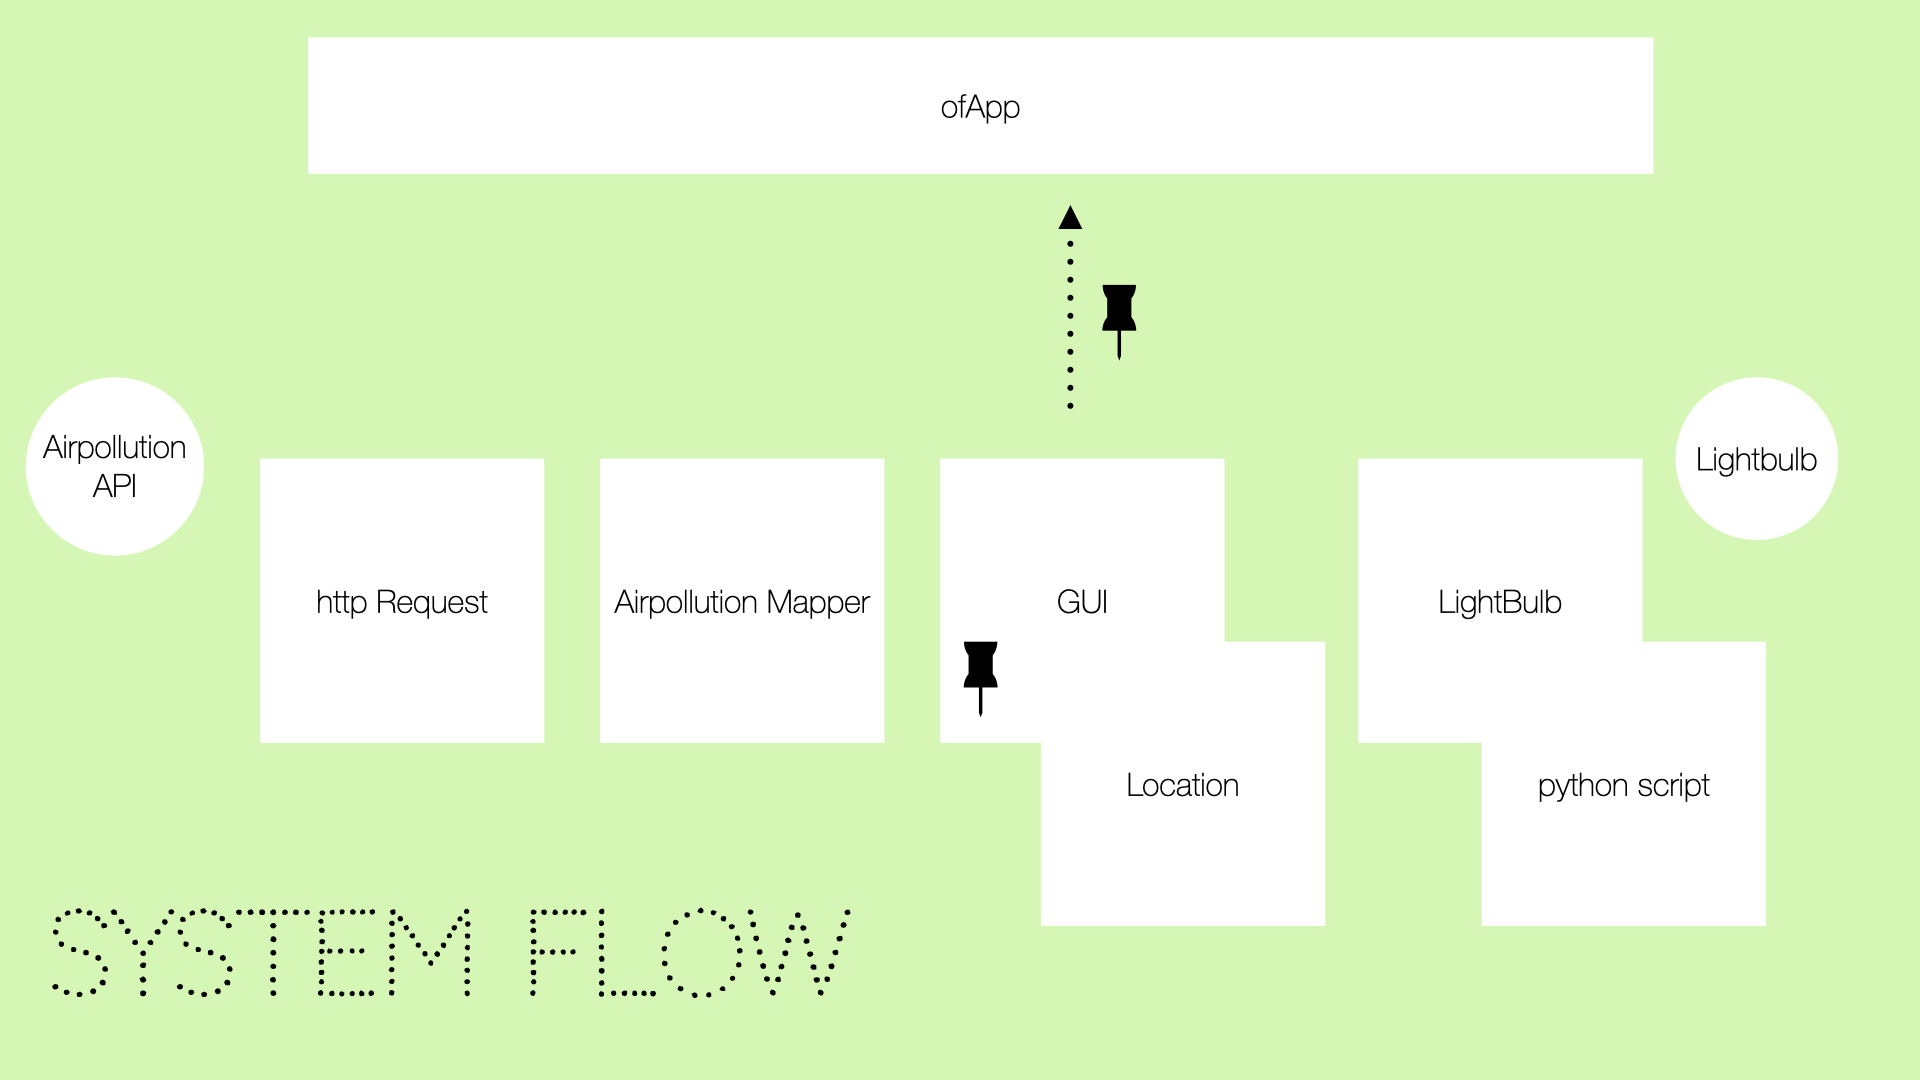 ofApp
Airpollution
API
Lightbulb
http Request
Airpollution Mapper
GUI
LightBulb
Location
python script
SYSTEM FLOW